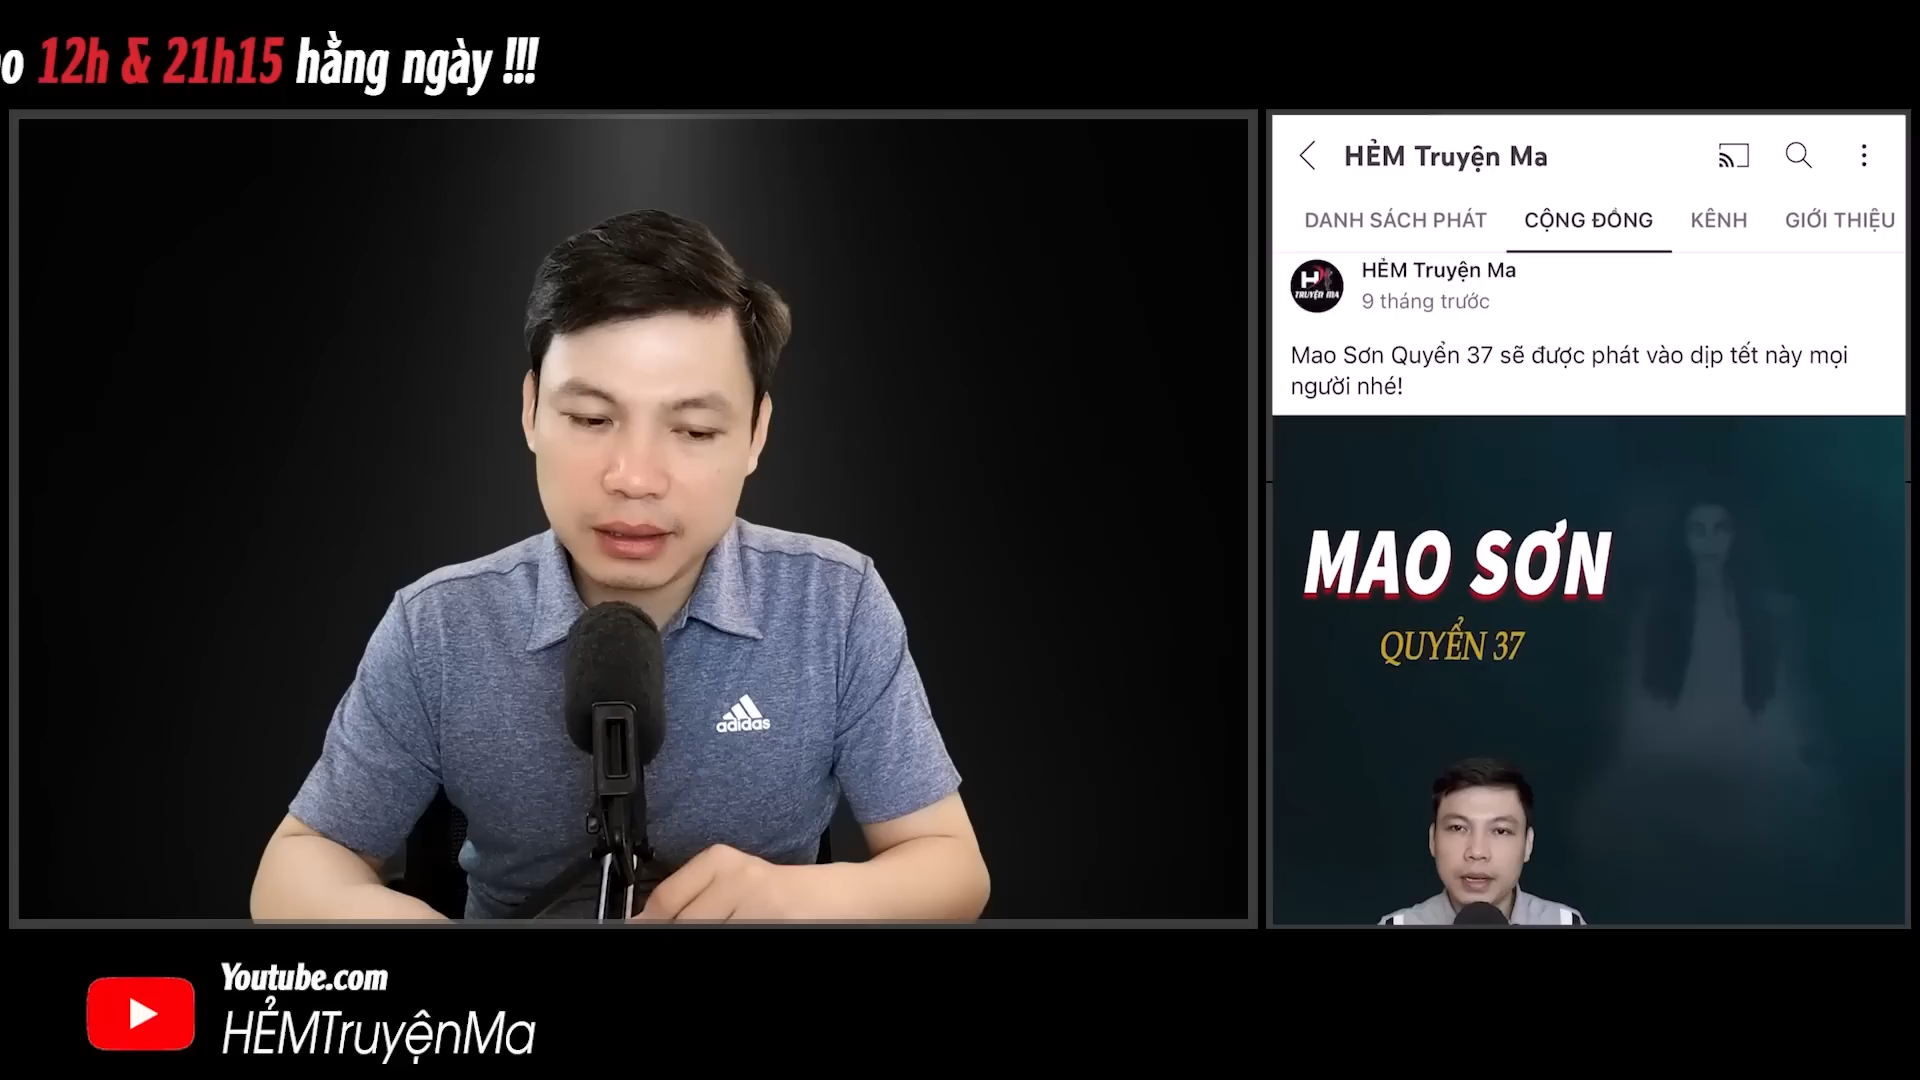 o 12h & 21h15 hằng ngày !!!
HẺM Truyện Ma
DANH SÁCH PHÁT CỘNG ĐỒNG KÊNH GIỚI THIỆU
H
TRUYỆN MA
HẺM Truyện Ma
9 tháng trước
Mao Sơn Quyển 37 sẽ được phát vào dịp tết này mọi
người nhé!
MAO SƠN
QUYỂN 37
adidas
Youtube.com
HẺMTruyệnMa